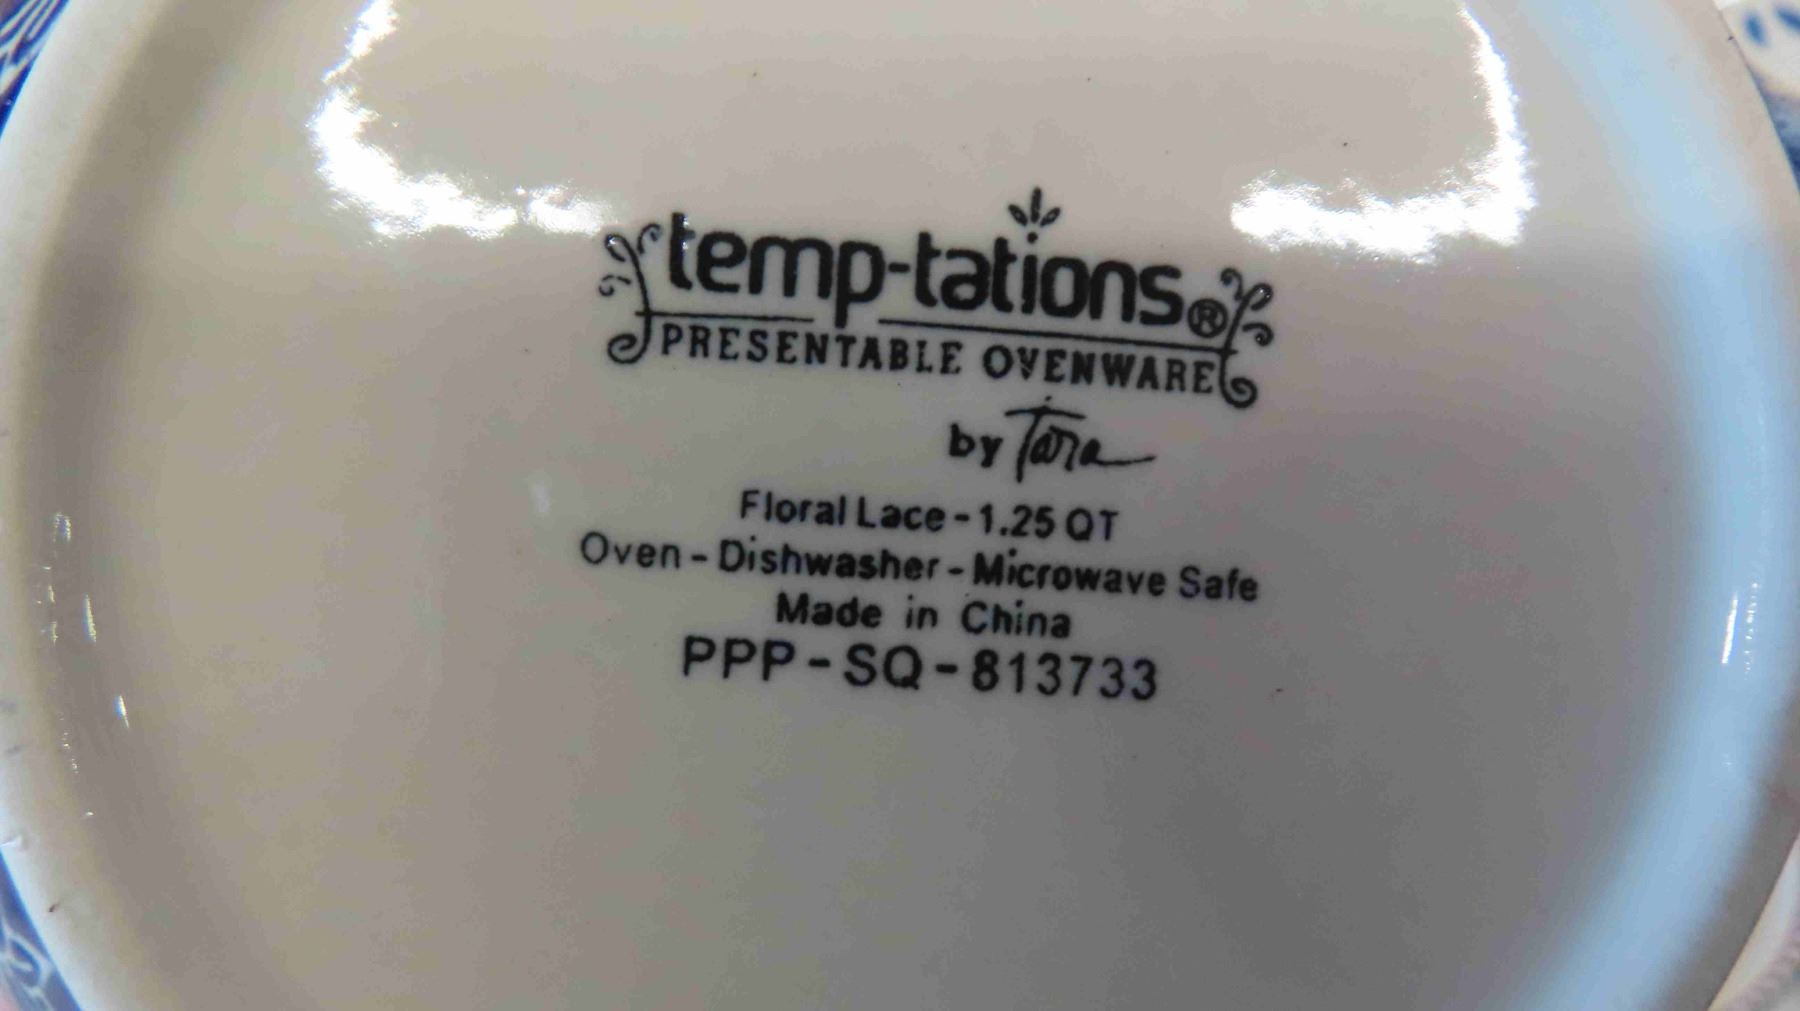 temp-tations®
PRESENTABLE OVENWARE
by Tara
Floral Lace - 1.25 QT
Oven - Dishwasher - Microwave Safe
Made in China
PPP - SQ - 813733